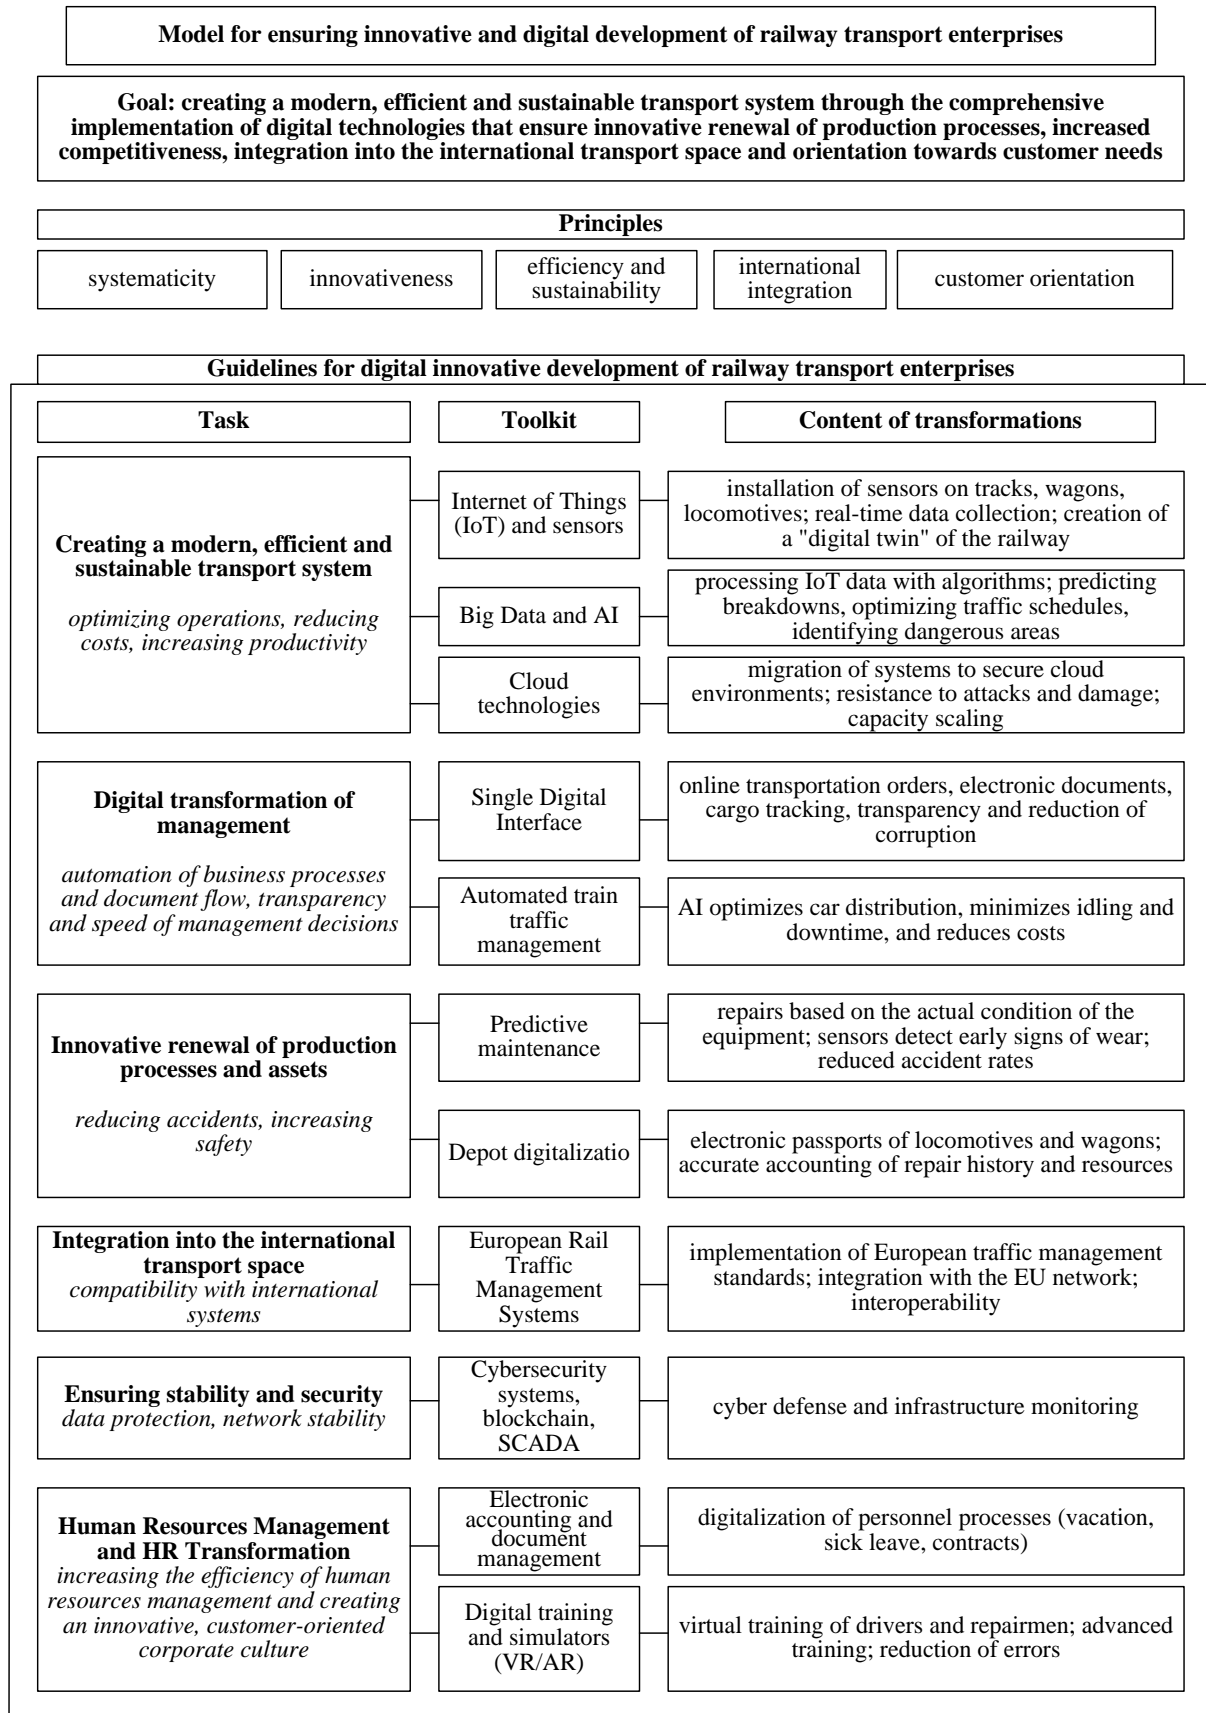 Model for ensuring innovative and digital development of railway transport enterprises
Goal: creating a modern, efficient and sustainable transport system through the comprehensive
implementation of digital technologies that ensure innovative renewal of production processes, increased
competitiveness, integration into the international transport space and orientation towards customer needs
Principles
systematicity
innovativeness
efficiency and
sustainability
international
integration
customer orientation
Guidelines for digital innovative development of railway transport enterprises
Task
Toolkit
Content of transformations
Creating a modern, efficient and
sustainable transport system
optimizing operations, reducing
costs, increasing productivity
Internet of Things
(IoT) and sensors
installation of sensors on tracks, wagons,
locomotives; real-time data collection; creation of
a "digital twin" of the railway
Big Data and AI
processing IoT data with algorithms; predicting
breakdowns, optimizing traffic schedules,
identifying dangerous areas
Cloud
technologies
migration of systems to secure cloud
environments; resistance to attacks and damage;
capacity scaling
Digital transformation of
management
automation of business processes
and document flow, transparency
and speed of management decisions
Single Digital
Interface
online transportation orders, electronic documents,
cargo tracking, transparency and reduction of
corruption
Automated train
traffic
management
AI optimizes car distribution, minimizes idling and
downtime, and reduces costs
Innovative renewal of production
processes and assets
reducing accidents, increasing
safety
Predictive
maintenance
repairs based on the actual condition of the
equipment; sensors detect early signs of wear;
reduced accident rates
Depot digitalizatio
electronic passports of locomotives and wagons;
accurate accounting of repair history and resources
Integration into the international
transport space
compatibility with international
systems
European Rail
Traffic
Management
Systems
implementation of European traffic management
standards; integration with the EU network;
interoperability
Ensuring stability and security
data protection, network stability
Cybersecurity
systems,
blockchain,
SCADA
cyber defense and infrastructure monitoring
Human Resources Management
and HR Transformation
increasing the efficiency of human
resources management and creating
an innovative, customer-oriented
corporate culture
Electronic
accounting and
document
management
digitalization of personnel processes (vacation,
sick leave, contracts)
Digital training
and simulators
(VR/AR)
virtual training of drivers and repairmen; advanced
training; reduction of errors